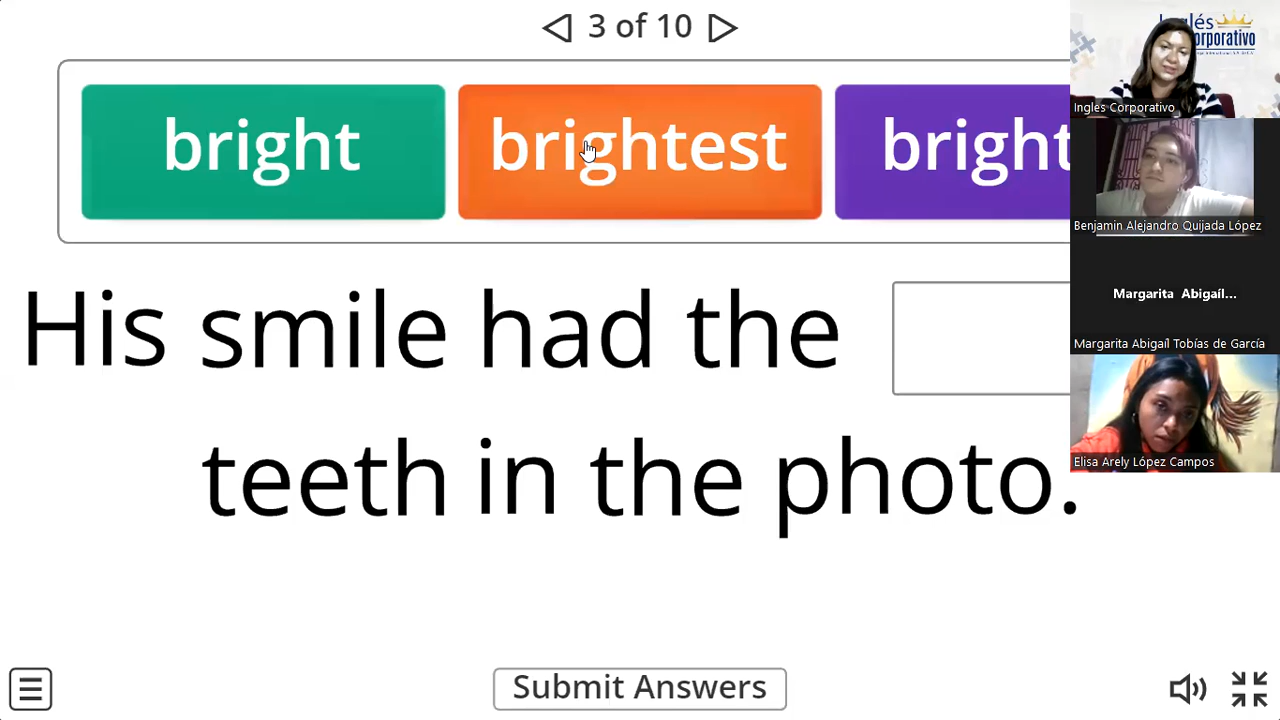 3 of 10
bright
brightest
bright
His smile had the
teeth in the photo.
Submit Answers
Inglés
Corporativo
Ingles Corporativo
Benjamin Alejandro Quijada López
Margarita Abigaíl...
Margarita Abigaíl Tobías de García
Elisa Arely López Campos